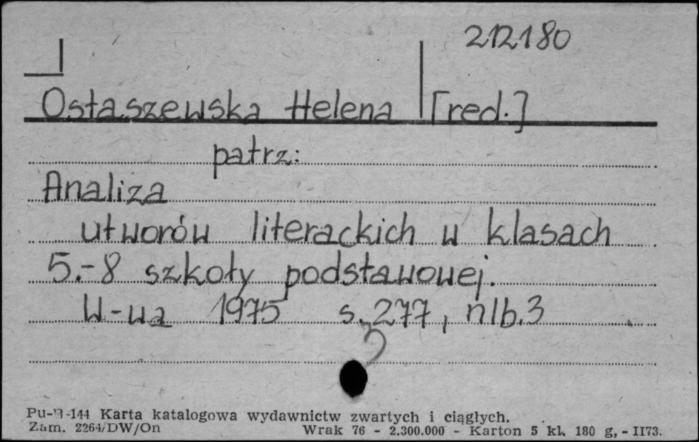 212180
Ostaszewska Helena [red.]
patrz:
Analiza
utworów literackich w klasach
5.-8 szkoły podstawowej.
W-wa 1975 s. 277, nlb.3
Pu-B-144 Karta katalogowa wydawnictw zwartych i ciągłych.
Zam. 2264/DW/On Wrak 76 - 2.300.000 - Karton 5 kl. 180 g, - II73.